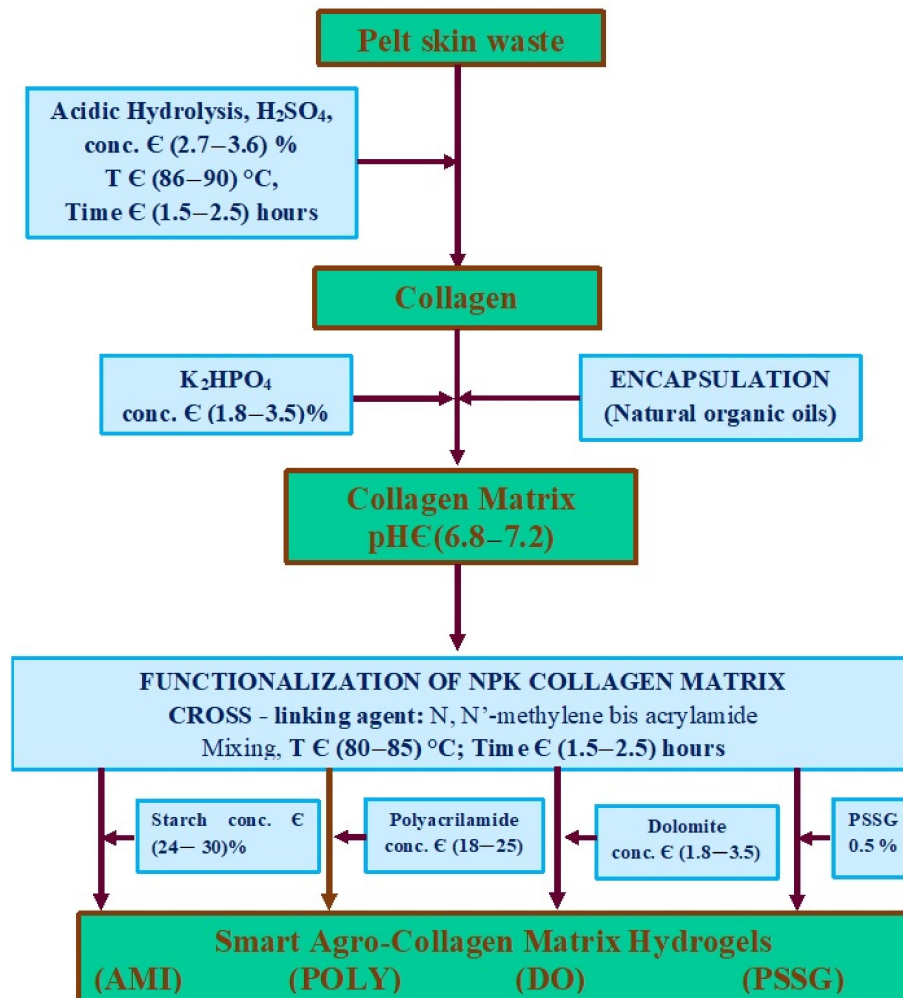 Pelt skin waste
Acidic Hydrolysis, H₂SO₄,
conc. Є (2.7–3.6) %
T Є (86–90) °C,
Time Є (1.5–2.5) hours
Collagen
K₂HPO₄
conc. Є (1.8–3.5)%
ENCAPSULATION
(Natural organic oils)
Collagen Matrix
pHЄ(6.8–7.2)
FUNCTIONALIZATION OF NPK COLLAGEN MATRIX
CROSS - linking agent: N, N’-methylene bis acrylamide
Mixing, T Є (80–85) °C; Time Є (1.5–2.5) hours
Starch conc. Є
(24– 30)%
Polyacrilamide
conc. Є (18–25)
Dolomite
conc. Є (1.8–3.5)
PSSG
0.5 %
Smart Agro-Collagen Matrix Hydrogels
(AMI) (POLY) (DO) (PSSG)